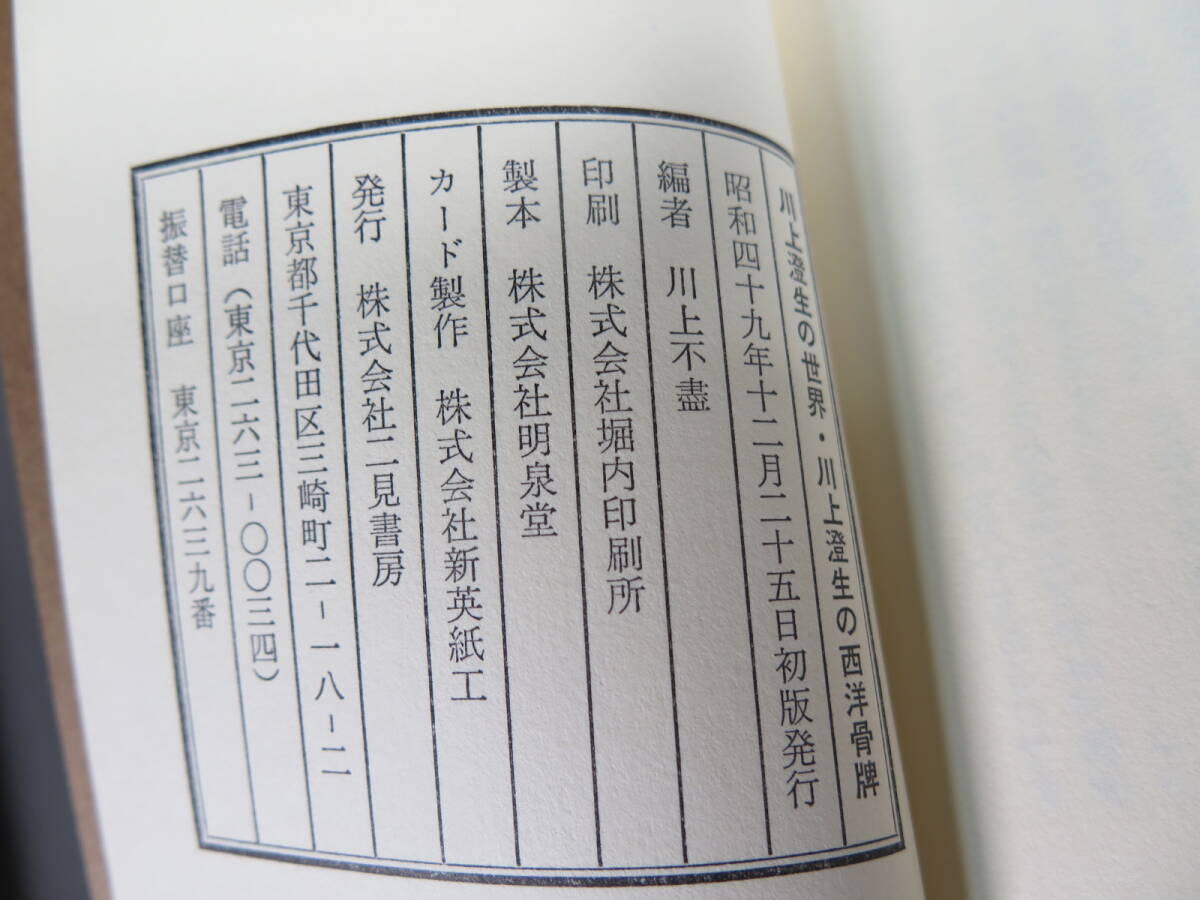 川上澄生の世界・川上澄生の西洋骨牌
昭和四十九年十二月二十五日初版発行
編者　川上不盡
印刷　株式会社堀内印刷所
製本　株式会社明泉堂
カード製作　株式会社新英紙工
発行　株式会社二見書房
東京都千代田区三崎町二－一八－二
電話（東京二六三－〇〇三四）
振替口座　東京二六三九番